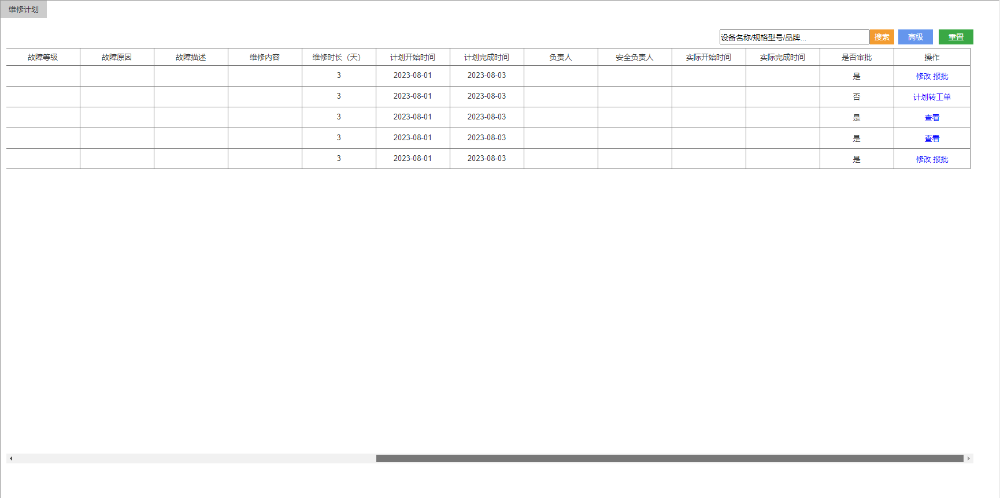 维修计划
设备名称/规格型号/品牌... 搜索 高级 重置
故障等级 故障原因 故障描述 维修内容 维修时长（天） 计划开始时间 计划完成时间 负责人 安全负责人 实际开始时间 实际完成时间 是否审批 操作
3 2023-08-01 2023-08-03 是 修改 报批
3 2023-08-01 2023-08-03 否 计划转工单
3 2023-08-01 2023-08-03 是 查看
3 2023-08-01 2023-08-03 是 查看
3 2023-08-01 2023-08-03 是 修改 报批